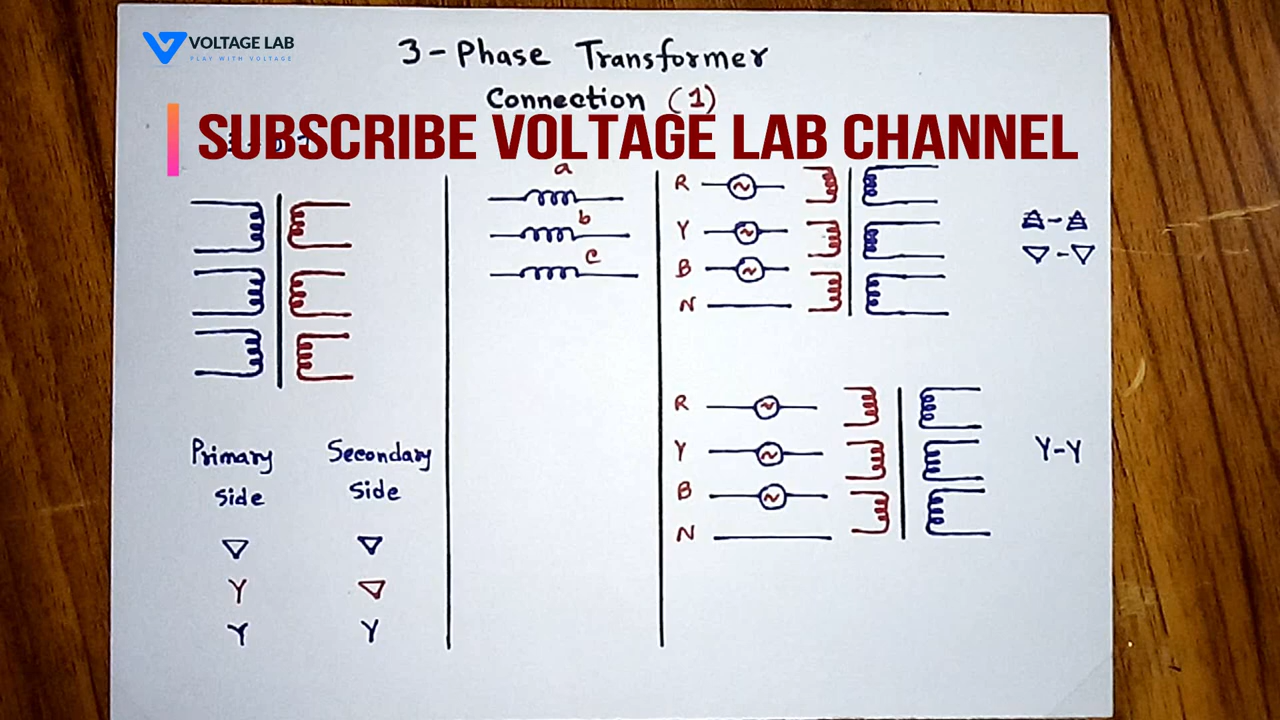 VOLTAGE LAB
PLAY WITH VOLTAGE
3-Phase Transformer
Connection (1)
SUBSCRIBE VOLTAGE LAB CHANNEL
a
b
c
R
Y
B
N
Δ-Δ
R
Y
B
N
Y-Y
Primary Side
Secondary Side
Δ Δ
Y Δ
Y Y